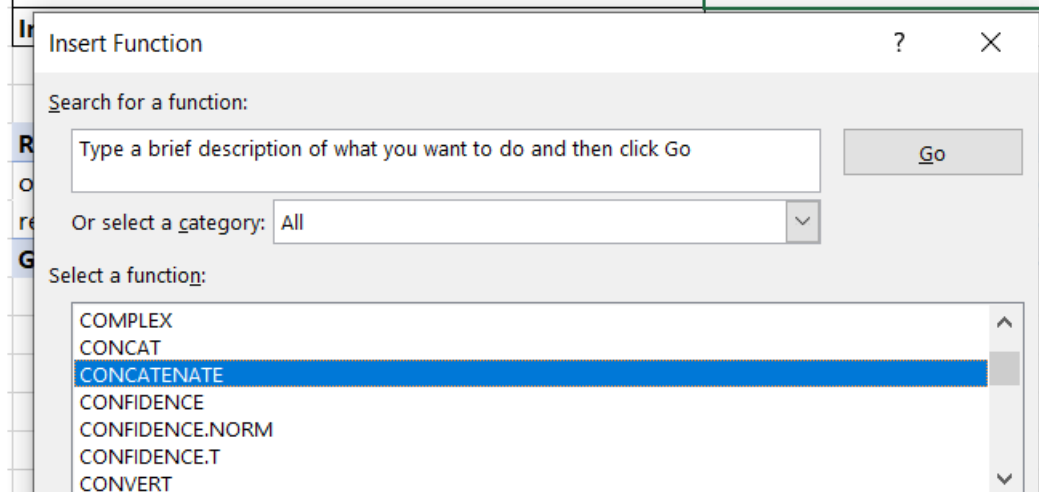 Insert Function
?
Search for a function:
Type a brief description of what you want to do and then click Go
Go
Or select a category: All
Select a function:
COMPLEX
CONCAT
CONCATENATE
CONFIDENCE
CONFIDENCE.NORM
CONFIDENCE.T
CONVERT